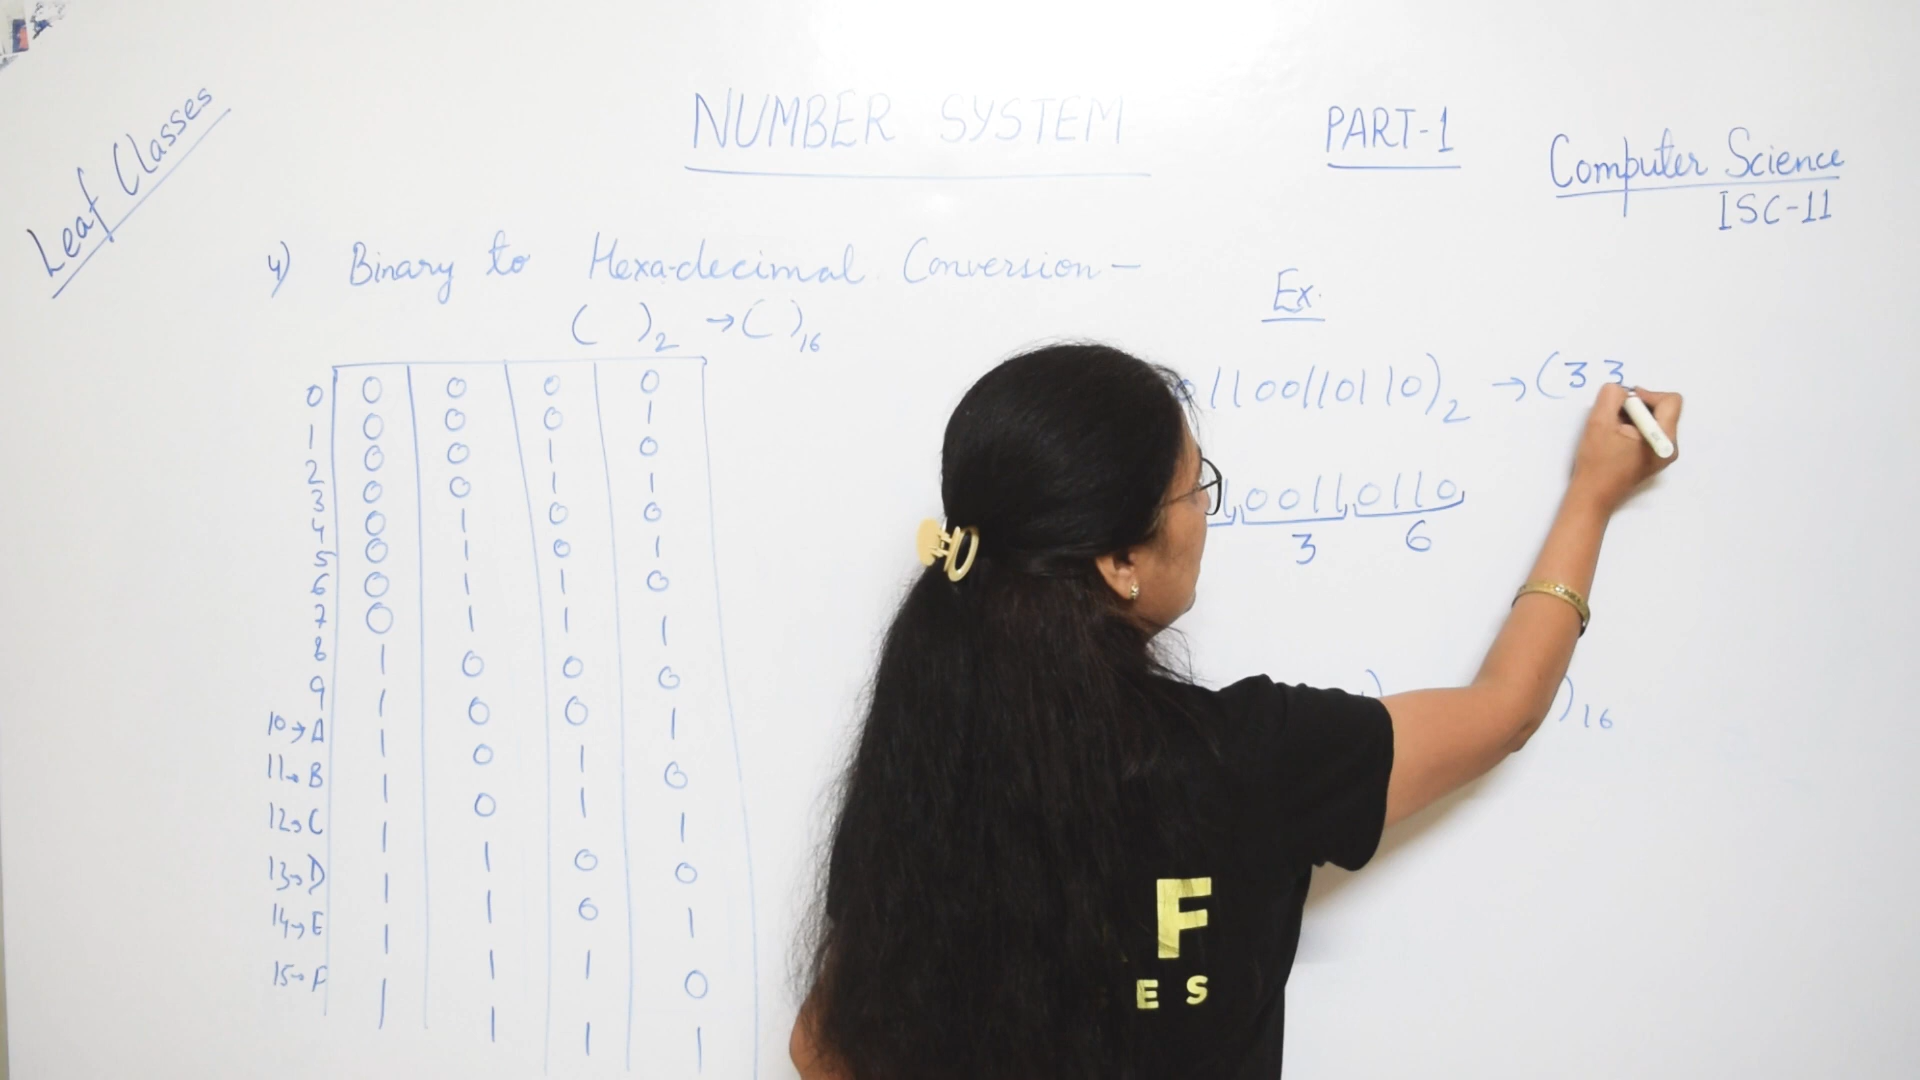 Leaf Classes
NUMBER SYSTEM
PART-1
Computer Science
ISC-11
4) Binary to Hexa-decimal Conversion-
( )2 → ( )16
Ex.
0 0 0 0 0
1 0 0 0 1
2 0 0 1 0
3 0 0 1 1
4 0 1 0 0
5 0 1 0 1
6 0 1 1 0
7 0 1 1 1
8 1 0 0 0
9 1 0 0 1
10→A 1 0 1 0
11→B 1 0 1 1
12→C 1 1 0 0
13→D 1 1 0 1
14→E 1 1 1 0
15→F 1 1 1 1
01100110110)2 → (33
0011 0110
3 6
)16
F
ES